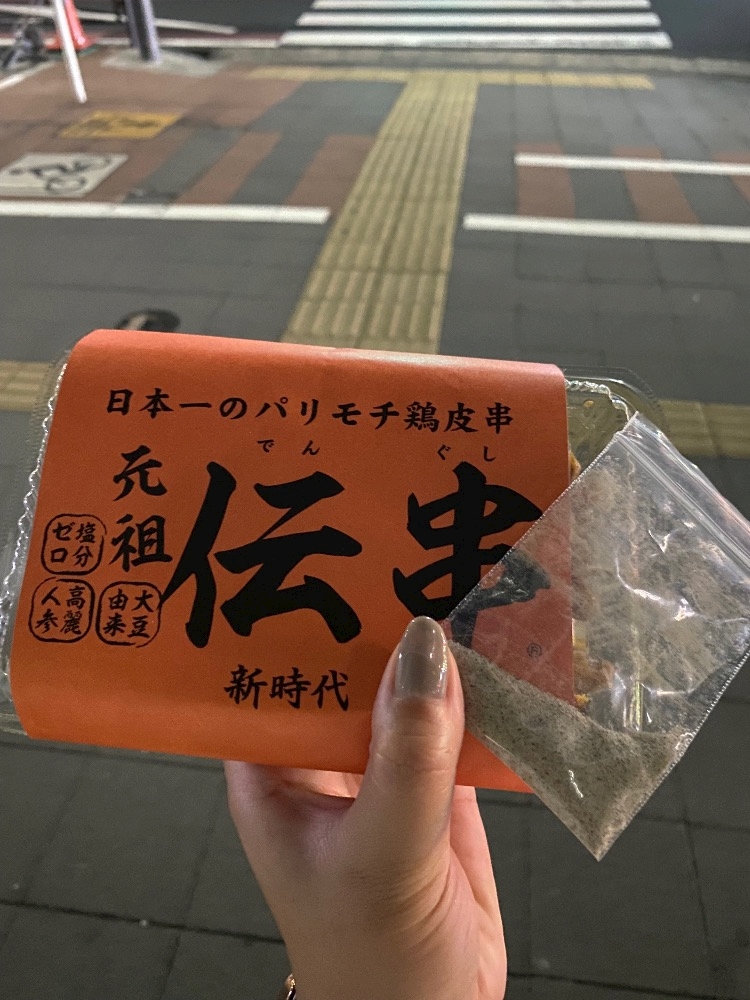 日本一のパリモチ鶏皮串
でんぐし
元祖
伝串
塩分ゼロ
高麗人参
大豆由来
新時代
®